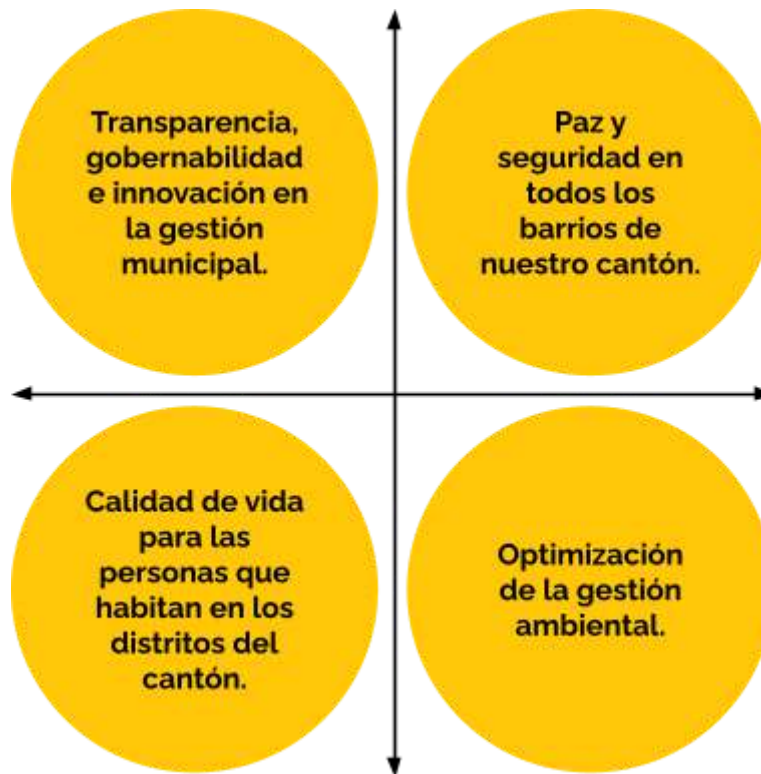 Transparencia,
gobernabilidad
e innovación en
la gestión
municipal.
Paz y
seguridad en
todos los
barrios de
nuestro cantón.
Calidad de vida
para las
personas que
habitan en los
distritos del
cantón.
Optimización
de la gestión
ambiental.